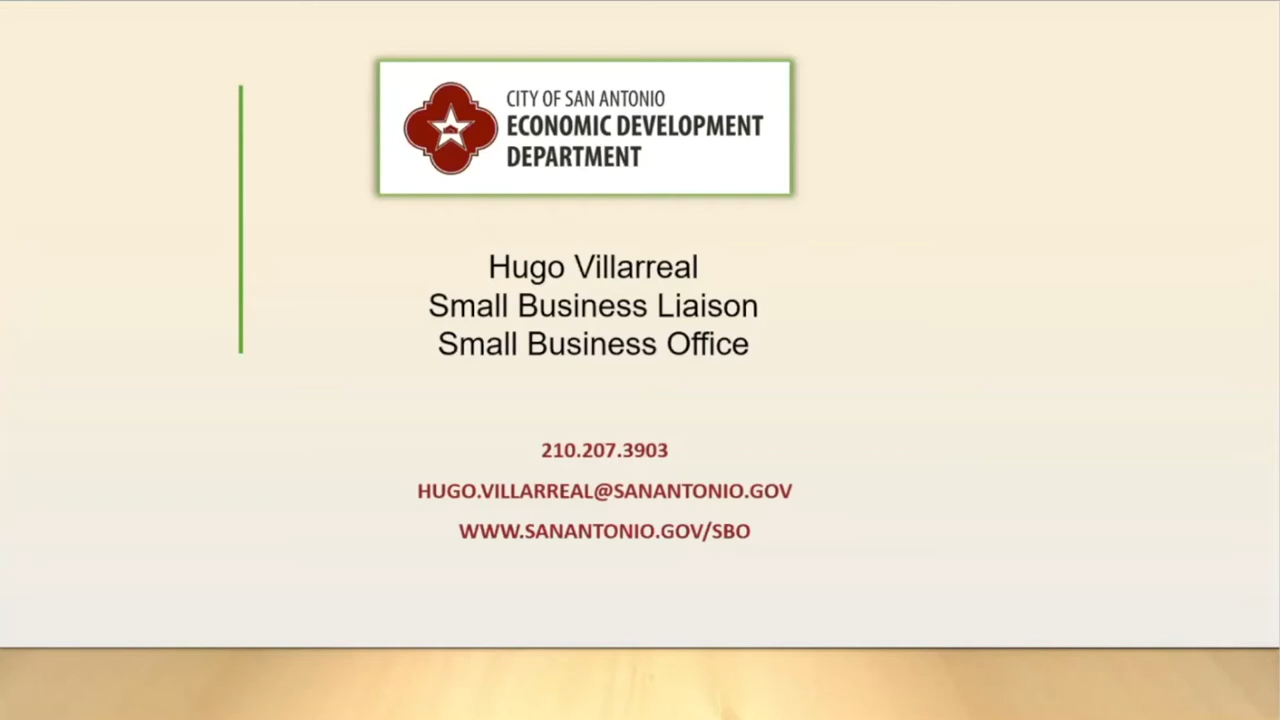 CITY OF SAN ANTONIO
ECONOMIC DEVELOPMENT
DEPARTMENT
Hugo Villarreal
Small Business Liaison
Small Business Office
210.207.3903
HUGO.VILLARREAL@SANANTONIO.GOV
WWW.SANANTONIO.GOV/SBO